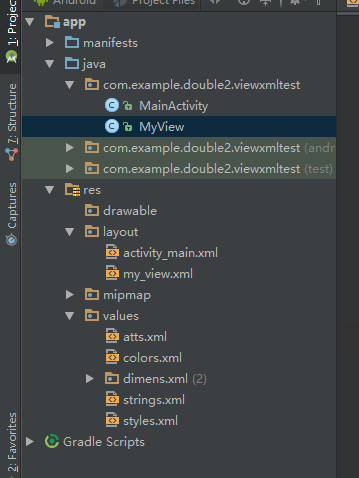 Android
Project Files
1: Project
app
manifests
java
com.example.double2.viewxmltest
MainActivity
MyView
com.example.double2.viewxmltest (andr
com.example.double2.viewxmltest (test)
res
drawable
layout
activity_main.xml
my_view.xml
mipmap
values
atts.xml
colors.xml
dimens.xml (2)
strings.xml
styles.xml
Gradle Scripts
7: Structure
Captures
2: Favorites